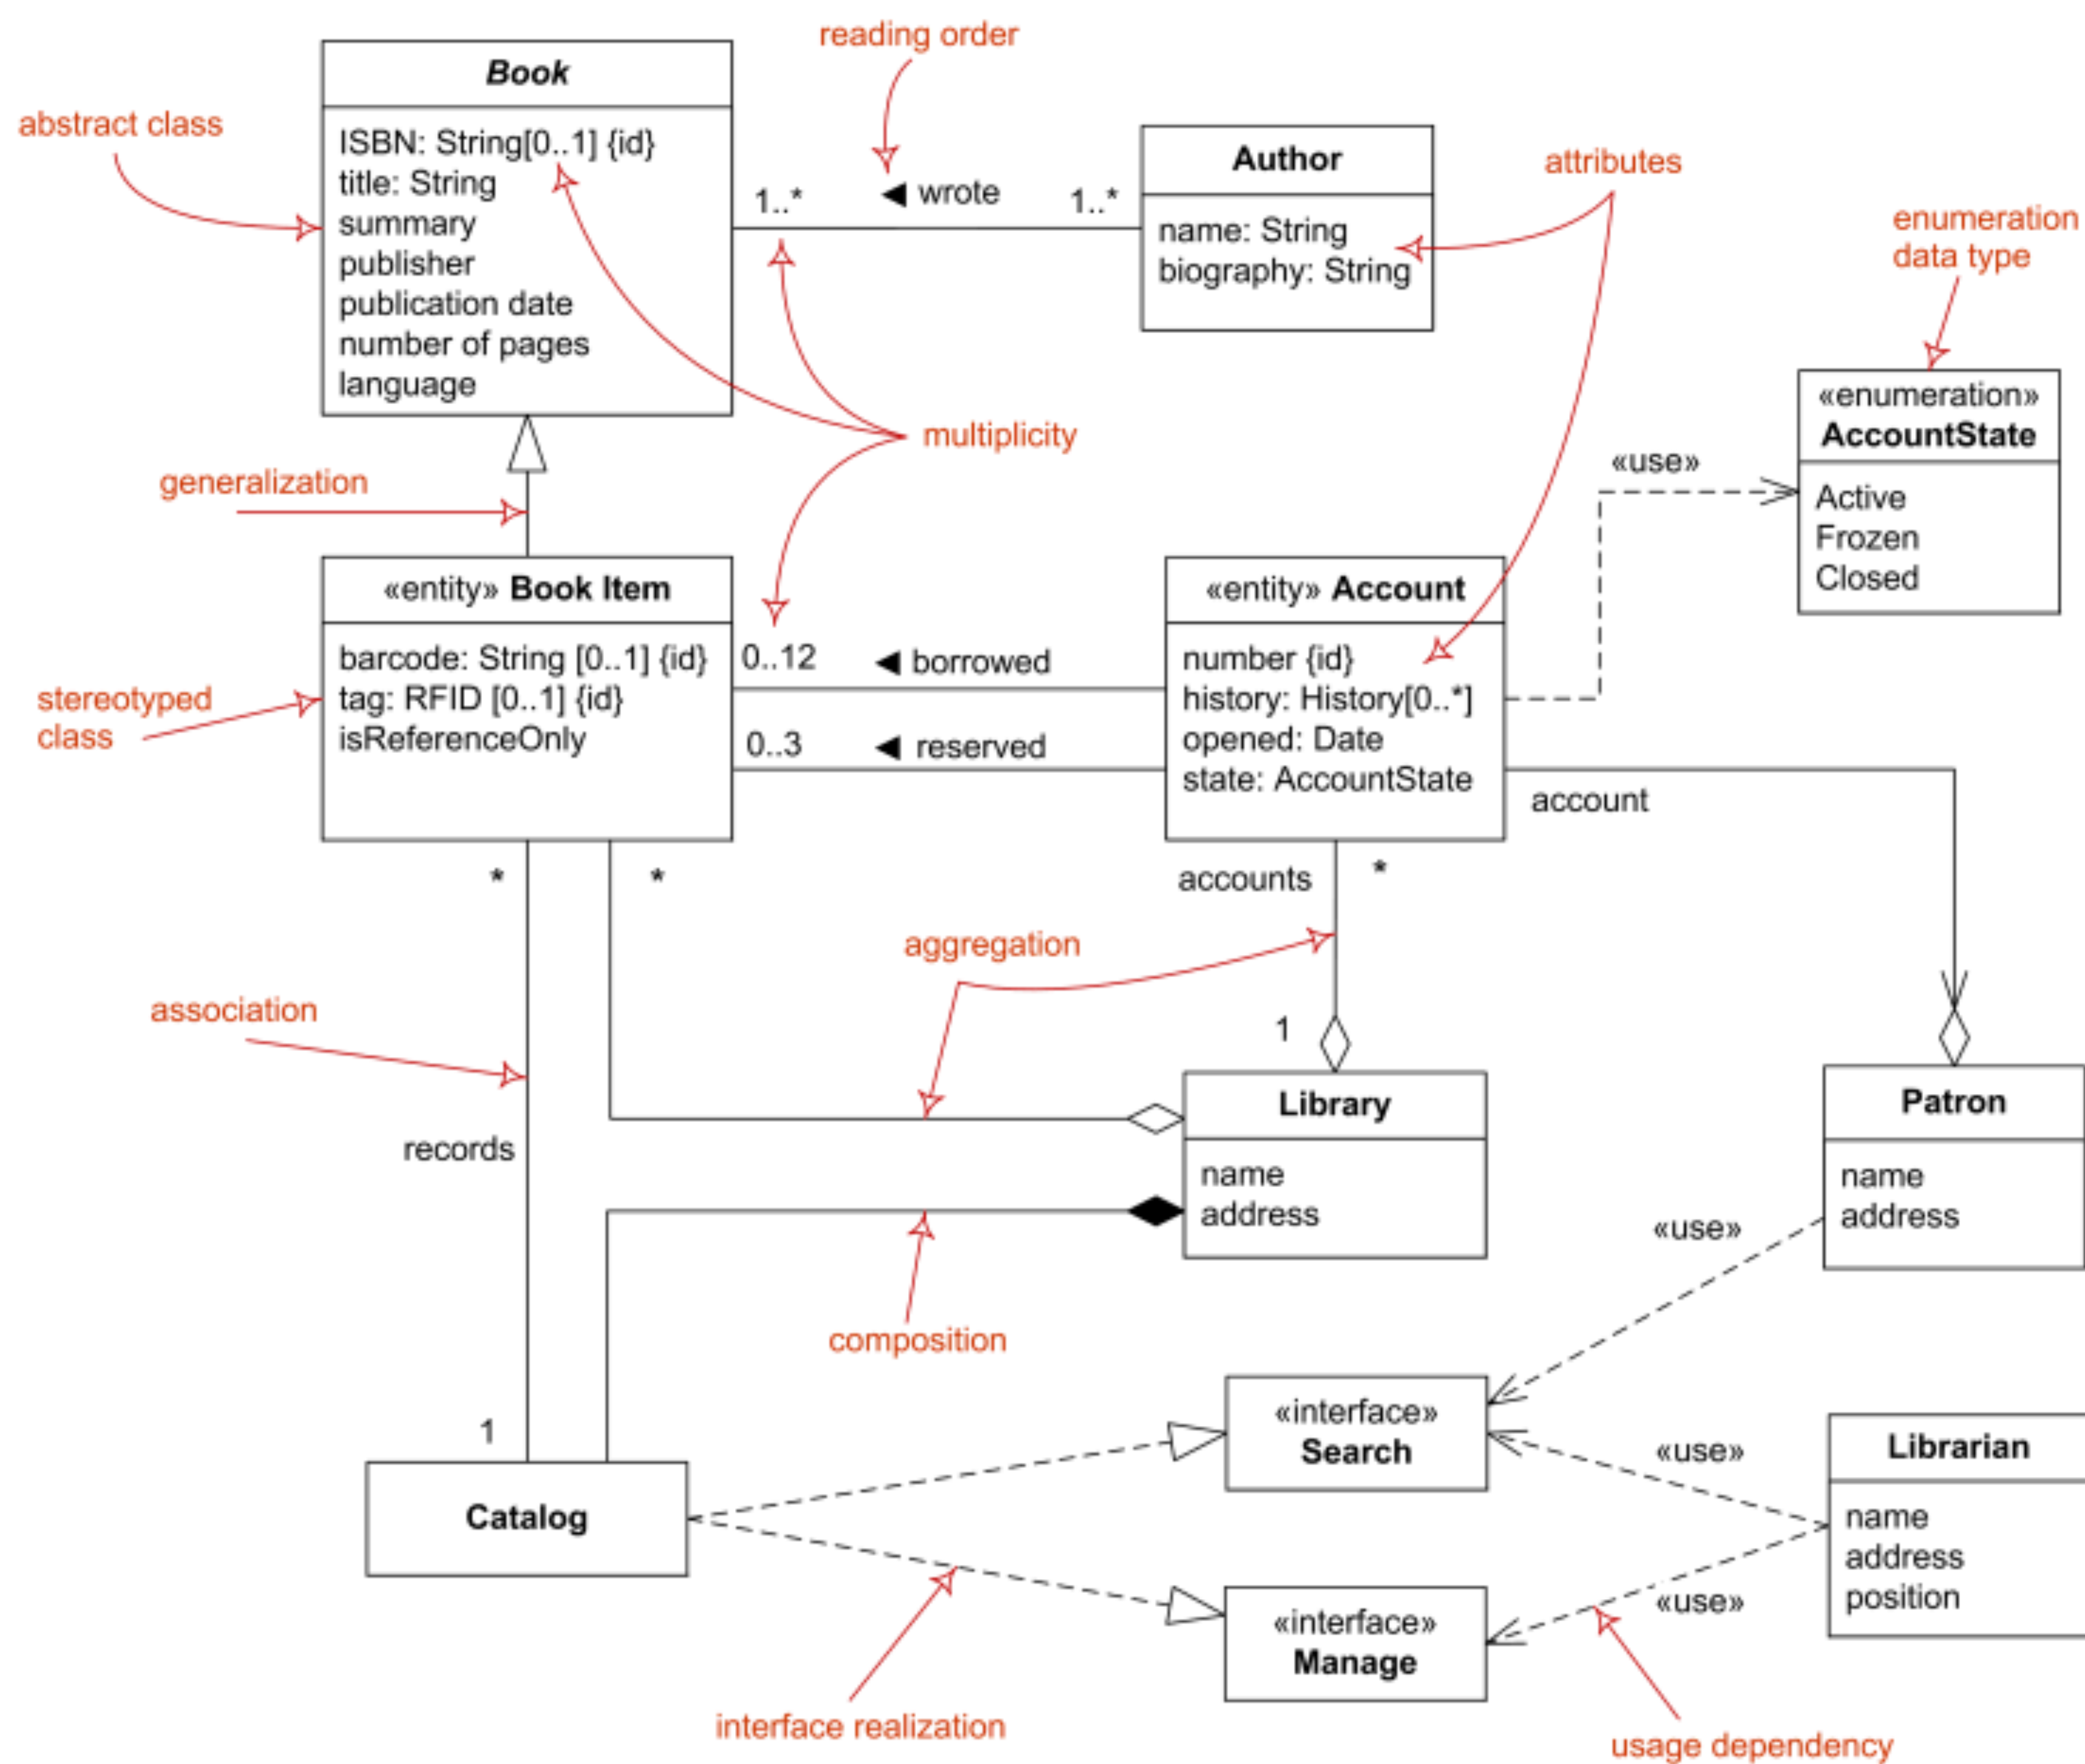 reading order
Book
abstract class
ISBN: String[0..1] {id}
title: String
summary
publisher
publication date
number of pages
language
1..*
◄ wrote
1..*
Author
name: String
biography: String
attributes
enumeration
data type
«enumeration»
AccountState
Active
Frozen
Closed
multiplicity
«use»
generalization
«entity» Book Item
barcode: String [0..1] {id}
tag: RFID [0..1] {id}
isReferenceOnly
stereotyped
class
0..12
◄ borrowed
0..3
◄ reserved
«entity» Account
number {id}
history: History[0..*]
opened: Date
state: AccountState
account
*
*
accounts
*
aggregation
association
1
records
Library
name
address
Patron
name
address
«use»
composition
1
Catalog
«interface»
Search
«use»
Librarian
name
address
position
«interface»
Manage
«use»
interface realization
usage dependency